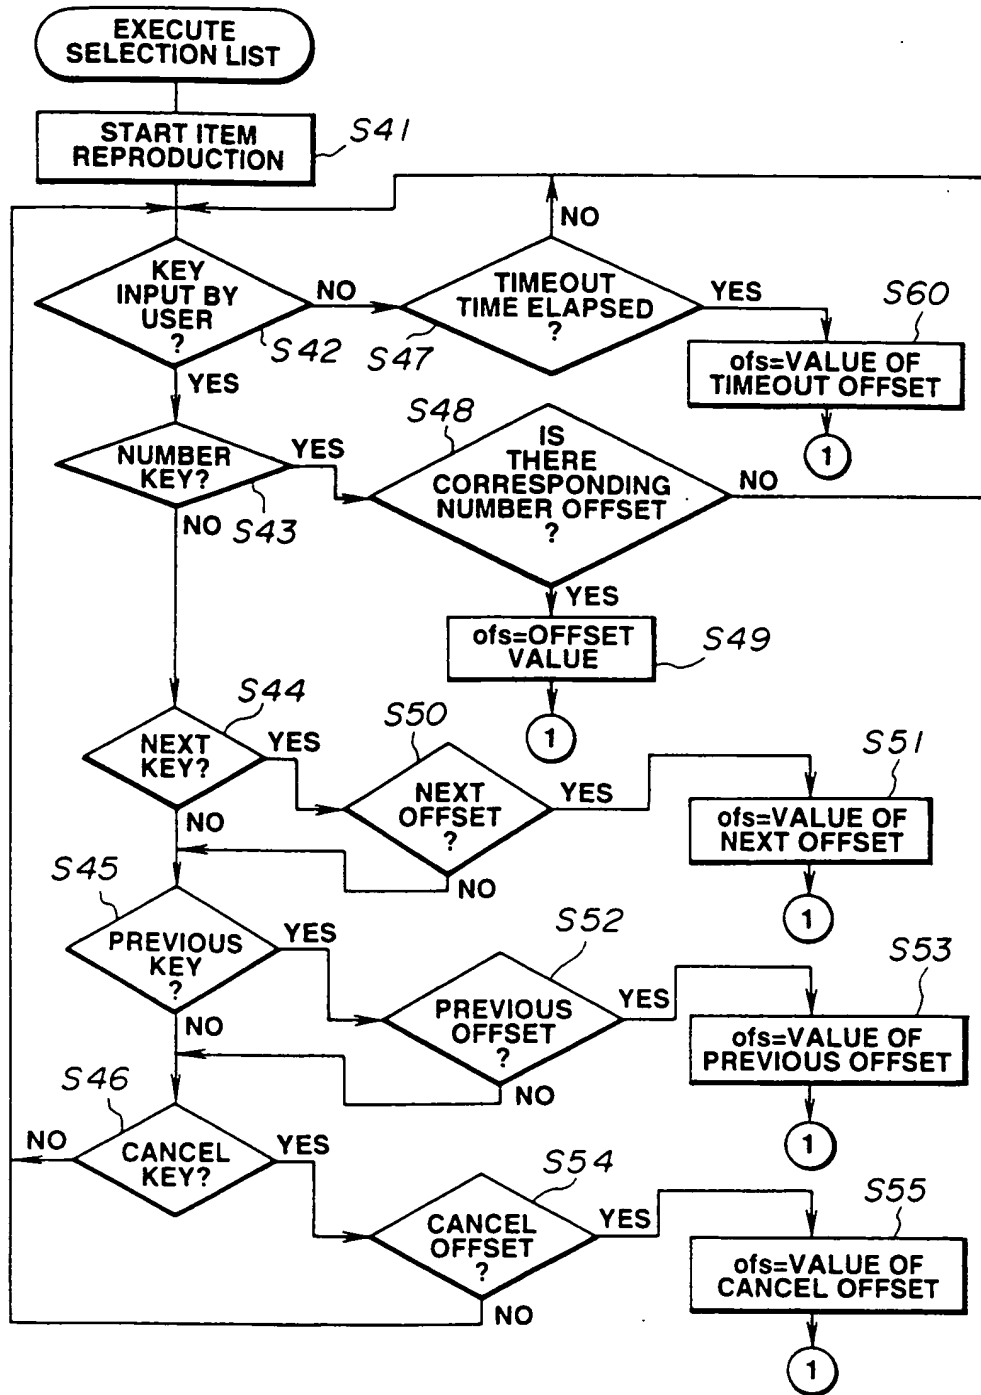 EXECUTE
SELECTION LIST
START ITEM
REPRODUCTION
S41
KEY
INPUT BY
USER
?
S42
NO
YES
TIMEOUT
TIME ELAPSED
?
S47
NO
YES
S60
ofs=VALUE OF
TIMEOUT OFFSET
1
NUMBER
KEY?
S43
YES
NO
S48
IS
THERE
CORRESPONDING
NUMBER OFFSET
?
NO
YES
ofs=OFFSET
VALUE
S49
1
S44
NEXT
KEY?
YES
NO
S50
NEXT
OFFSET
?
YES
NO
S51
ofs=VALUE OF
NEXT OFFSET
1
S45
PREVIOUS
KEY
?
YES
NO
S52
PREVIOUS
OFFSET
?
YES
NO
S53
ofs=VALUE OF
PREVIOUS OFFSET
1
S46
CANCEL
KEY?
NO
YES
S54
CANCEL
OFFSET
?
YES
NO
S55
ofs=VALUE OF
CANCEL OFFSET
1